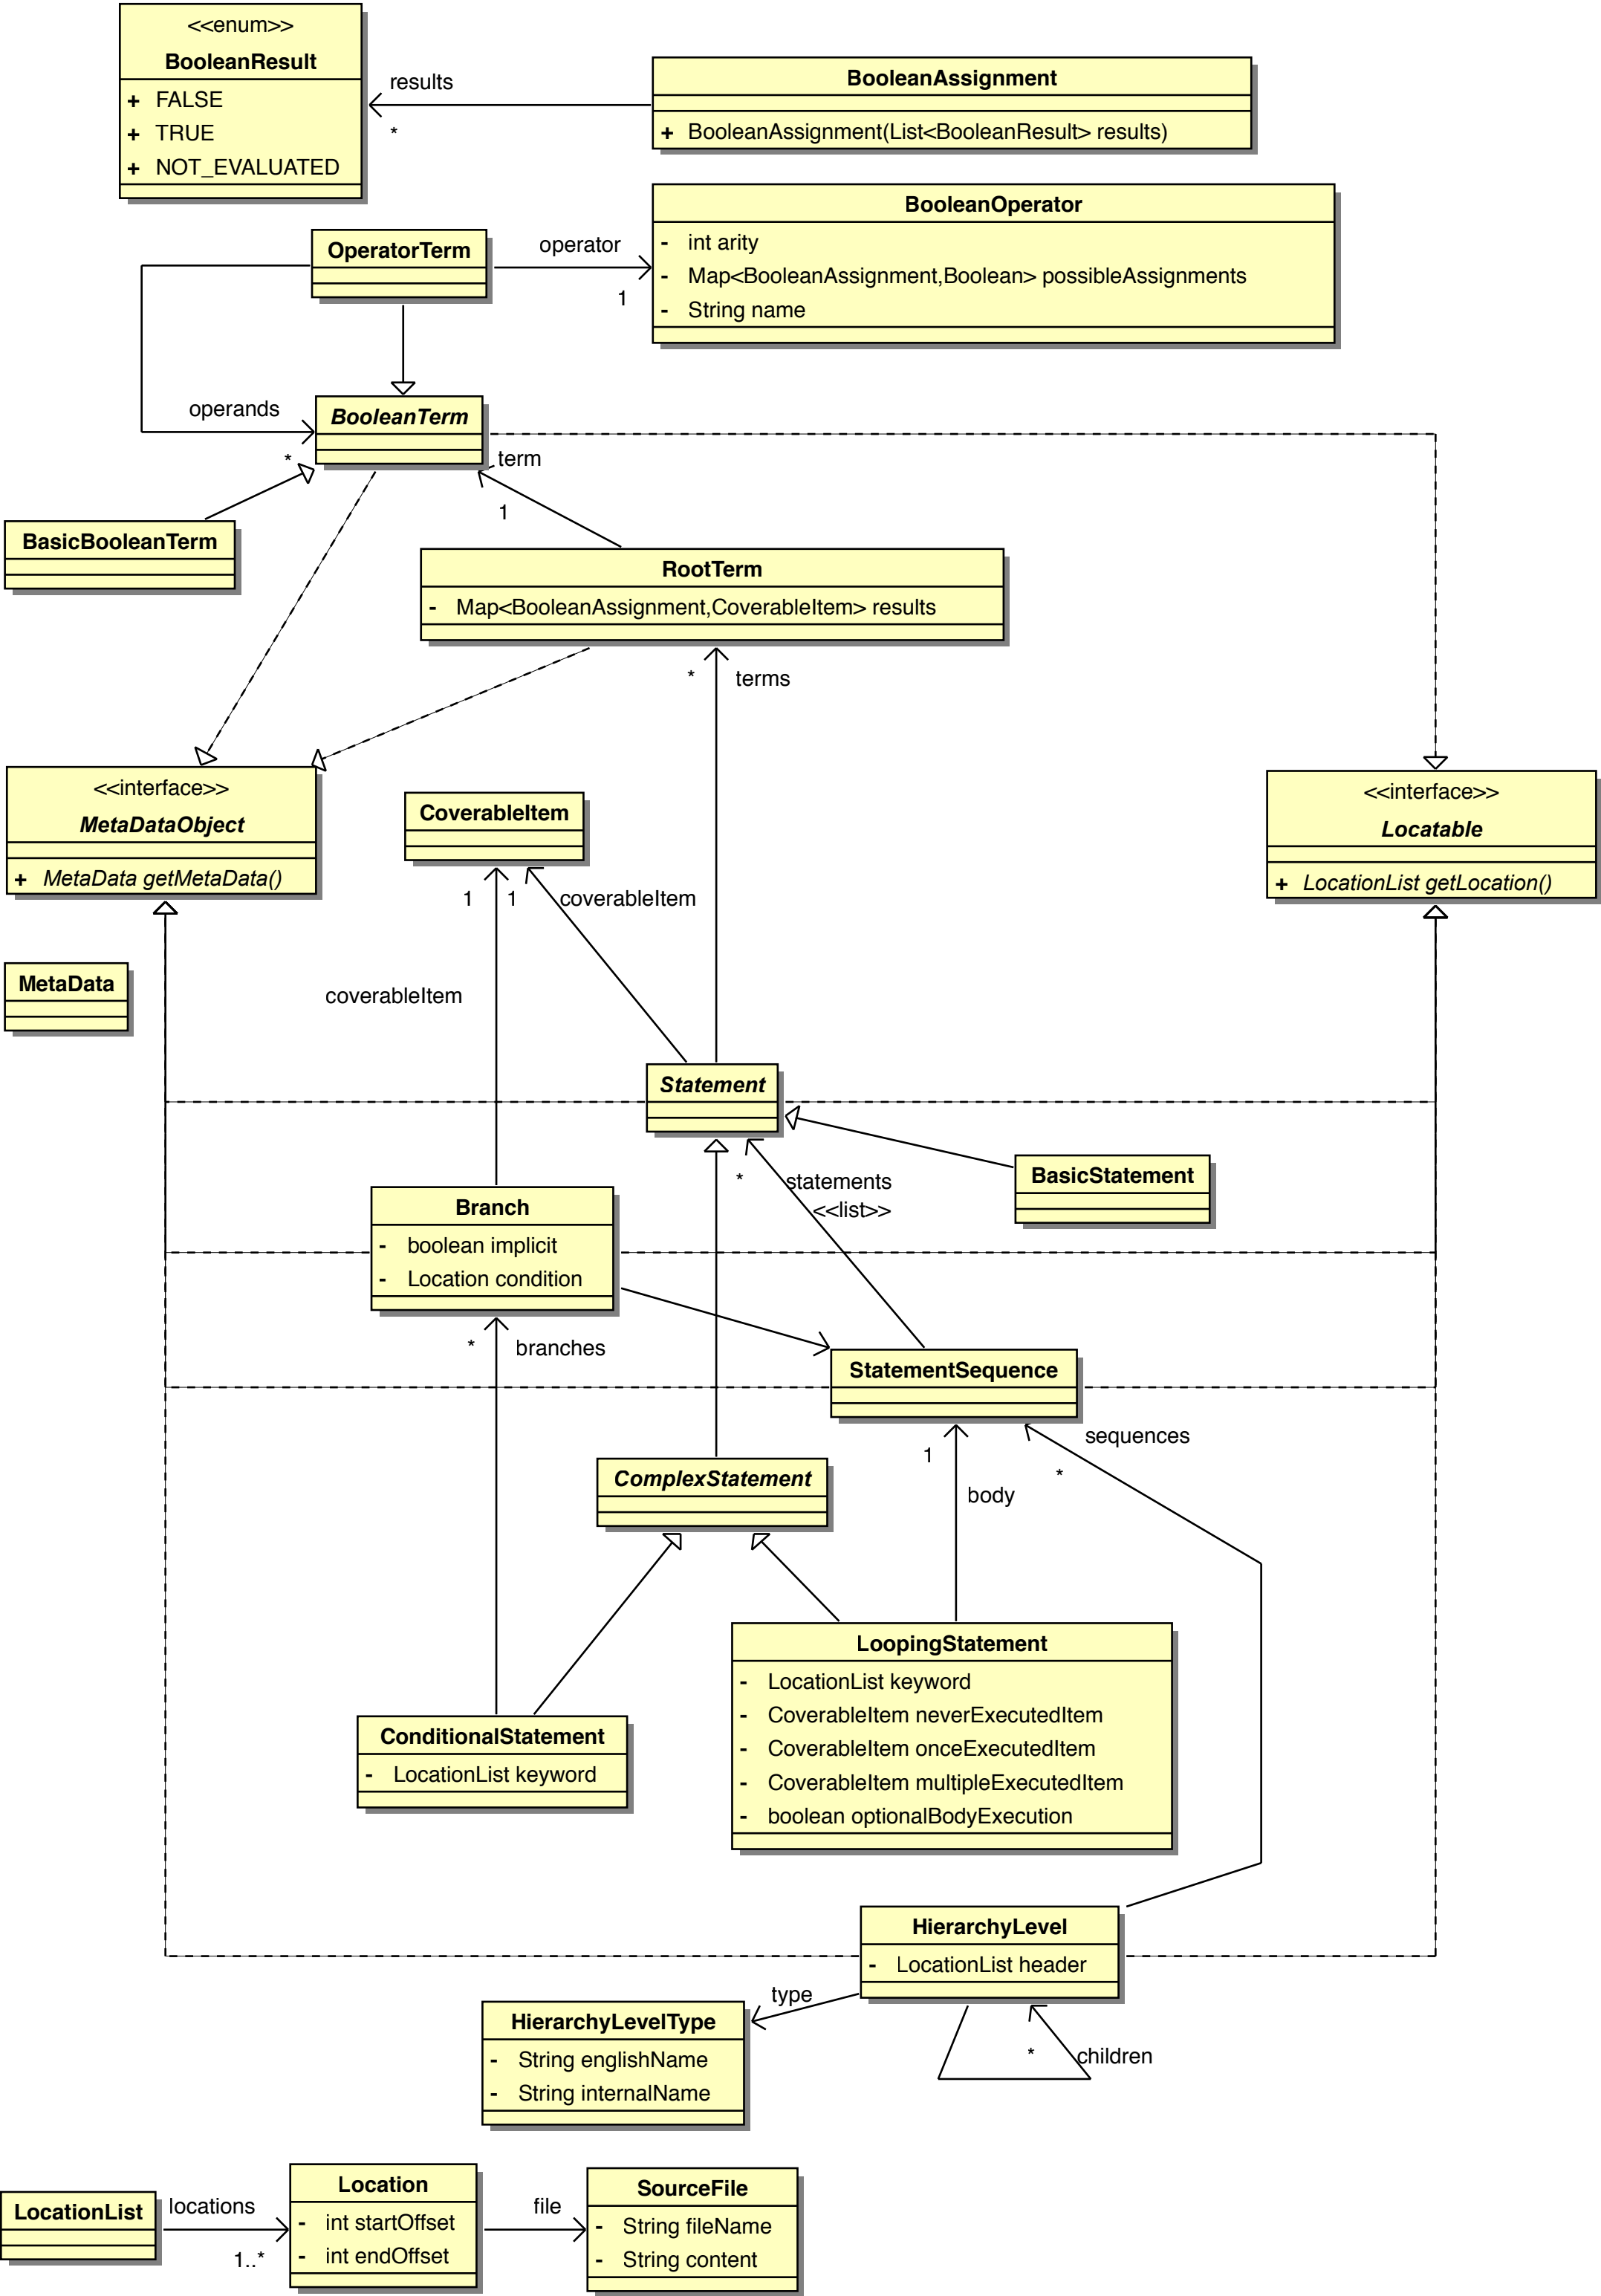 <<enum>>
BooleanResult
+ FALSE
+ TRUE
+ NOT_EVALUATED
results
*
BooleanAssignment
+ BooleanAssignment(List<BooleanResult> results)
BooleanOperator
- int arity
- Map<BooleanAssignment,Boolean> possibleAssignments
- String name
OperatorTerm
operator
1
operands
*
BooleanTerm
term
1
BasicBooleanTerm
RootTerm
- Map<BooleanAssignment,CoverableItem> results
* terms
<<interface>>
MetaDataObject
+ MetaData getMetaData()
CoverableItem
<<interface>>
Locatable
+ LocationList getLocation()
1 1 coverableItem
MetaData
coverableItem
Statement
BasicStatement
* statements
<<list>>
Branch
- boolean implicit
- Location condition
* branches
StatementSequence
sequences
*
1
body
ComplexStatement
LoopingStatement
- LocationList keyword
- CoverableItem neverExecutedItem
- CoverableItem onceExecutedItem
- CoverableItem multipleExecutedItem
- boolean optionalBodyExecution
ConditionalStatement
- LocationList keyword
HierarchyLevel
- LocationList header
type
HierarchyLevelType
- String englishName
- String internalName
* children
LocationList
locations
1..*
Location
- int startOffset
- int endOffset
file
SourceFile
- String fileName
- String content